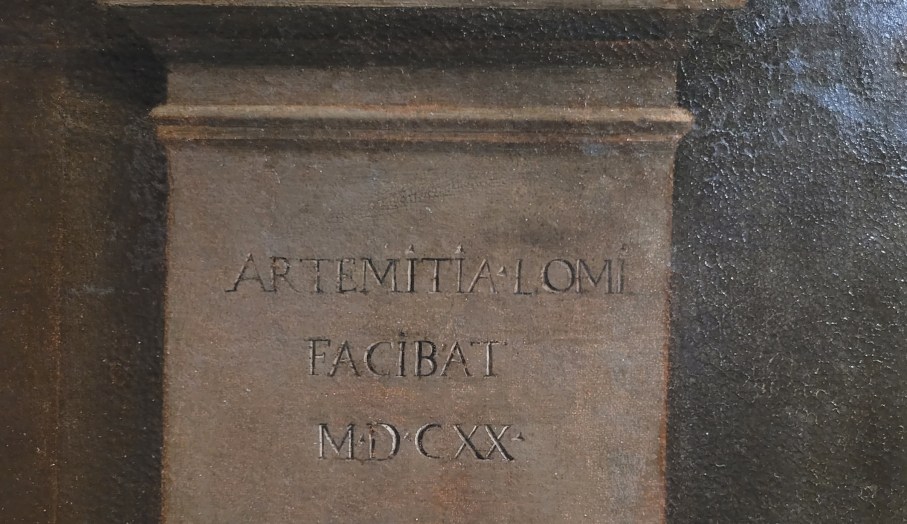 ARTEMITIA·LOMI
FACIBAT
M·D·CXX·